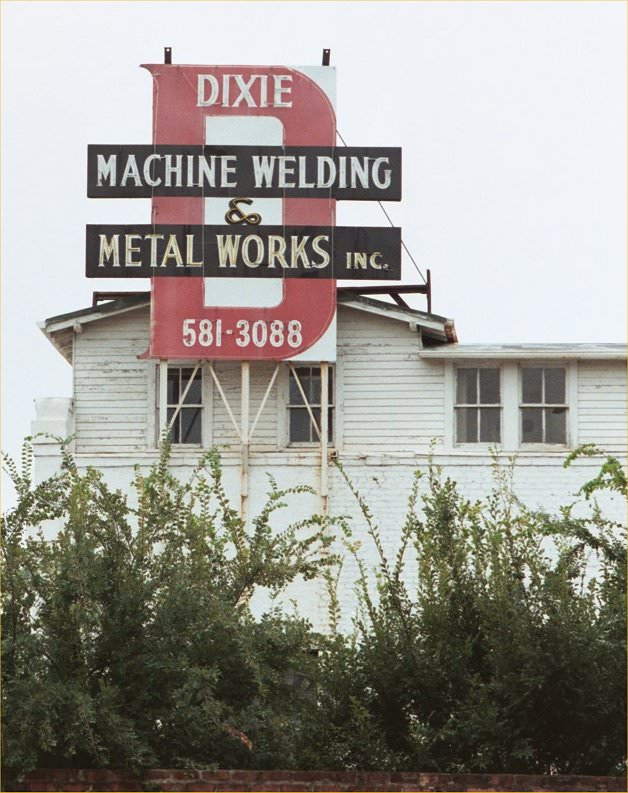 DIXIE
MACHINE WELDING
&
METAL WORKS INC.
581-3088